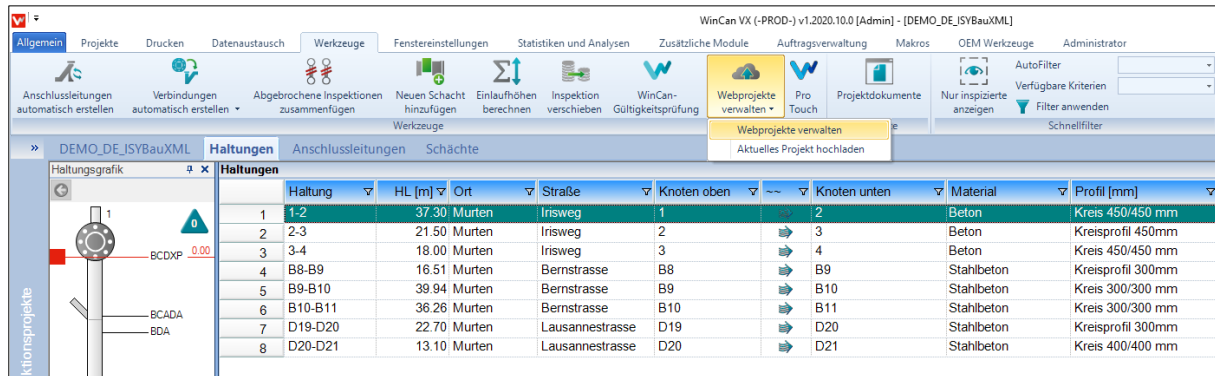 WinCan VX (-PROD-) v1.2020.10.0 [Admin] - [DEMO_DE_ISYBauXML]
Allgemein Projekte Drucken Datenaustausch Werkzeuge Fenstereinstellungen Statistiken und Analysen Zusätzliche Module Auftragsverwaltung Makros OEM Werkzeuge Administrator
Anschlussleitungen automatisch erstellen
Verbindungen automatisch erstellen
Abgebrochene Inspektionen zusammenfügen
Neuen Schacht hinzufügen
Einlaufhöhen berechnen
Inspektion verschieben
WinCan-Gültigkeitsprüfung
Webprojekte verwalten
Pro Touch
Projektdokumente
Nur inspizierte anzeigen
AutoFilter
Verfügbare Kriterien
Filter anwenden
Werkzeuge
Schnellfilter
Webprojekte verwalten
Aktuelles Projekt hochladen
» DEMO_DE_ISYBauXML Haltungen Anschlussleitungen Schächte
Haltungsgrafik
Haltungen
1
0
BCDXP 0.00
BCADA
BDA
ktionsprojekte
Haltung HL [m] Ort Straße Knoten oben ~~ Knoten unten Material Profil [mm]
1 1-2 37.30 Murten Irisweg 1 2 Beton Kreis 450/450 mm
2 2-3 21.50 Murten Irisweg 2 3 Beton Kreisprofil 450mm
3 3-4 18.00 Murten Irisweg 3 4 Beton Kreis 450/450 mm
4 B8-B9 16.51 Murten Bernstrasse B8 B9 Stahlbeton Kreisprofil 300mm
5 B9-B10 39.94 Murten Bernstrasse B9 B10 Stahlbeton Kreis 300/300 mm
6 B10-B11 36.26 Murten Bernstrasse B10 B11 Stahlbeton Kreis 300/300 mm
7 D19-D20 22.70 Murten Lausannestrasse D19 D20 Stahlbeton Kreisprofil 300mm
8 D20-D21 13.10 Murten Lausannestrasse D20 D21 Stahlbeton Kreis 400/400 mm